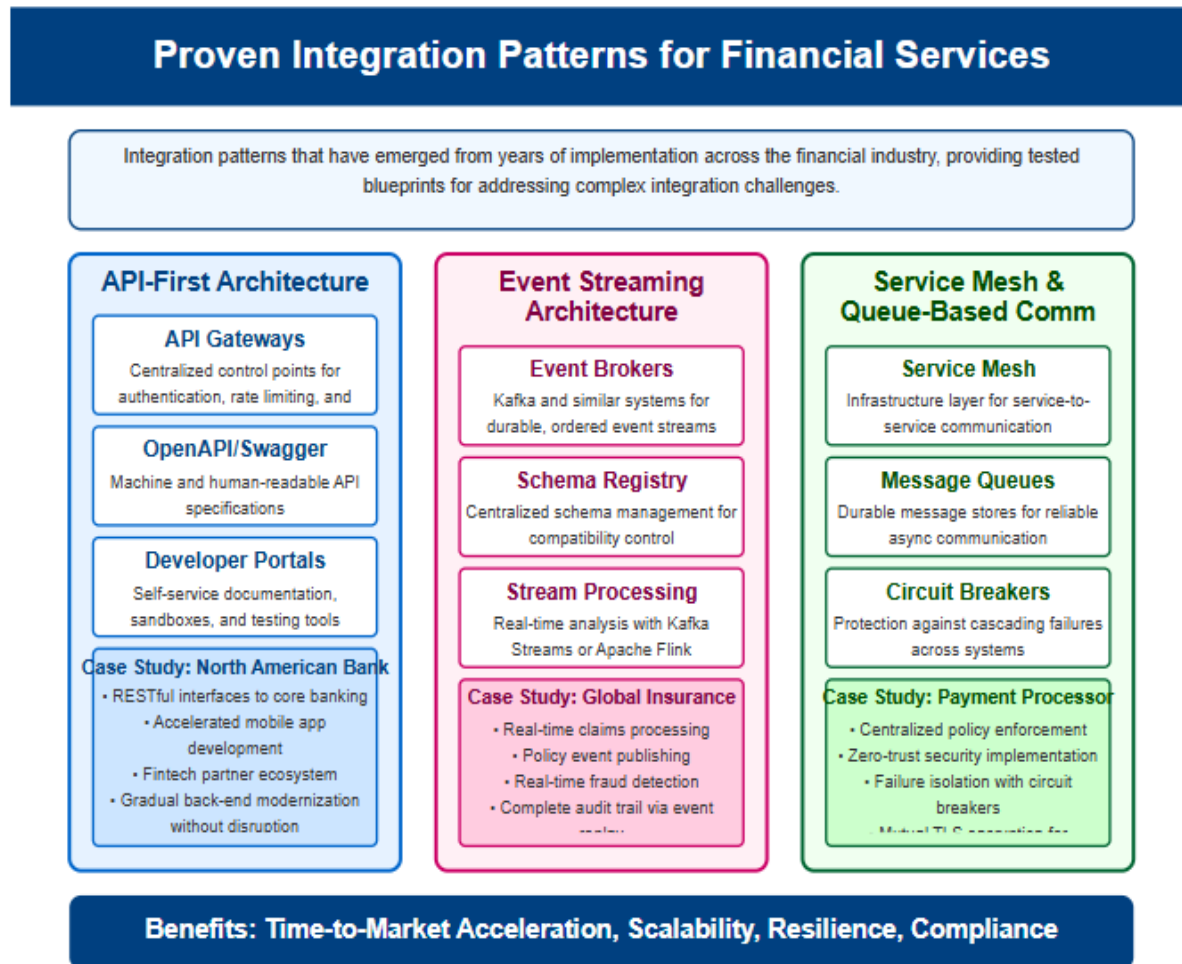 Proven Integration Patterns for Financial Services
Integration patterns that have emerged from years of implementation across the financial industry, providing tested
blueprints for addressing complex integration challenges.
API-First Architecture
API Gateways
Centralized control points for
authentication, rate limiting, and
OpenAPI/Swagger
Machine and human-readable API
specifications
Developer Portals
Self-service documentation,
sandboxes, and testing tools
Case Study: North American Bank
• RESTful interfaces to core banking
• Accelerated mobile app
development
• Fintech partner ecosystem
• Gradual back-end modernization
without disruption
Event Streaming
Architecture
Event Brokers
Kafka and similar systems for
durable, ordered event streams
Schema Registry
Centralized schema management for
compatibility control
Stream Processing
Real-time analysis with Kafka
Streams or Apache Flink
Case Study: Global Insurance
• Real-time claims processing
• Policy event publishing
• Real-time fraud detection
• Complete audit trail via event
replay
Service Mesh &
Queue-Based Comm
Service Mesh
Infrastructure layer for service-to-
service communication
Message Queues
Durable message stores for reliable
async communication
Circuit Breakers
Protection against cascading failures
across systems
Case Study: Payment Processor
• Centralized policy enforcement
• Zero-trust security implementation
• Failure isolation with circuit
breakers
• Mutual TLS encryption for
Benefits: Time-to-Market Acceleration, Scalability, Resilience, Compliance